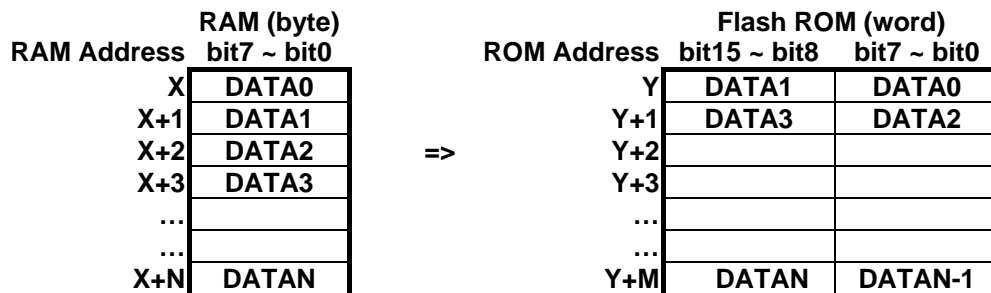 RAM (byte) Flash ROM (word)
RAM Address bit7 ~ bit0 ROM Address bit15 ~ bit8 bit7 ~ bit0
X DATA0 Y DATA1 DATA0
X+1 DATA1 Y+1 DATA3 DATA2
X+2 DATA2 => Y+2
X+3 DATA3 Y+3
… …
… …
X+N DATAN Y+M DATAN DATAN-1